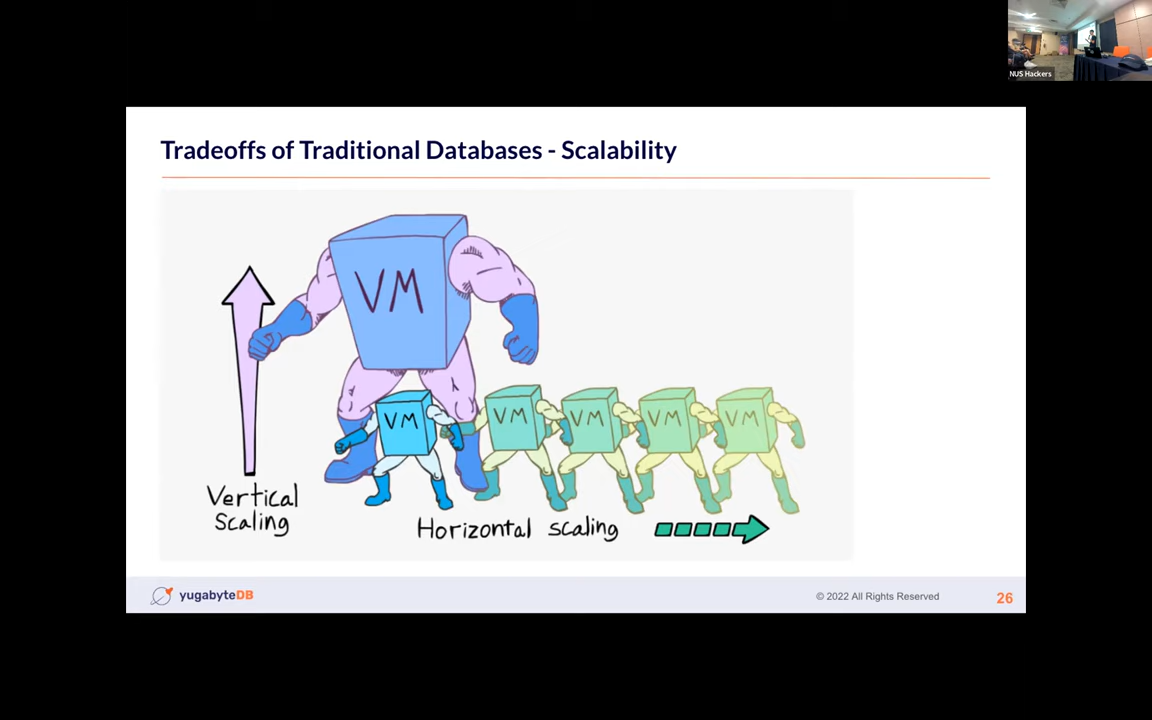 NUS Hackers
Tradeoffs of Traditional Databases - Scalability
VM
VM
VM
VM
VM
VM
Vertical
Scaling
Horizontal scaling
yugabyteDB
© 2022 All Rights Reserved
26